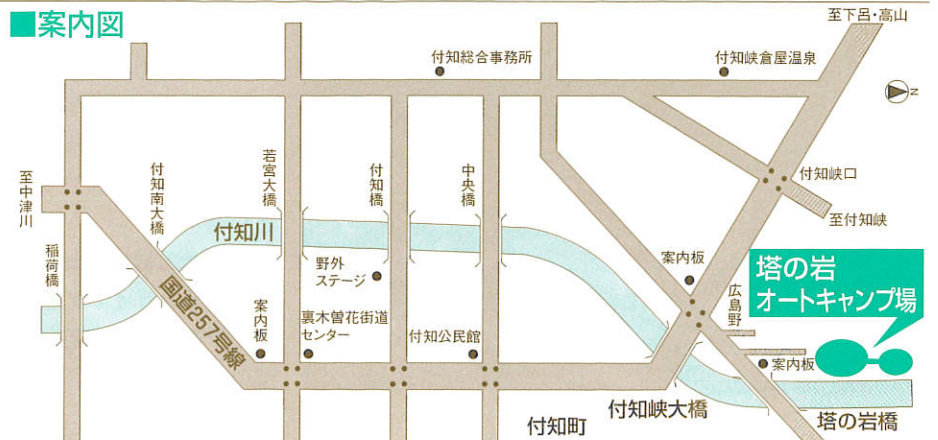 ■案内図
至下呂・高山
付知総合事務所
付知峡倉屋温泉
N
至中津川
付知南大橋
若宮大橋
付知橋
中央橋
付知峡口
至付知峡
稲荷橋
付知川
野外
ステージ
案内板
広島野
塔の岩
オートキャンプ場
国道257号線
案内板
裏木曽花街道
センター
付知公民館
案内板
付知町
付知峡大橋
塔の岩橋